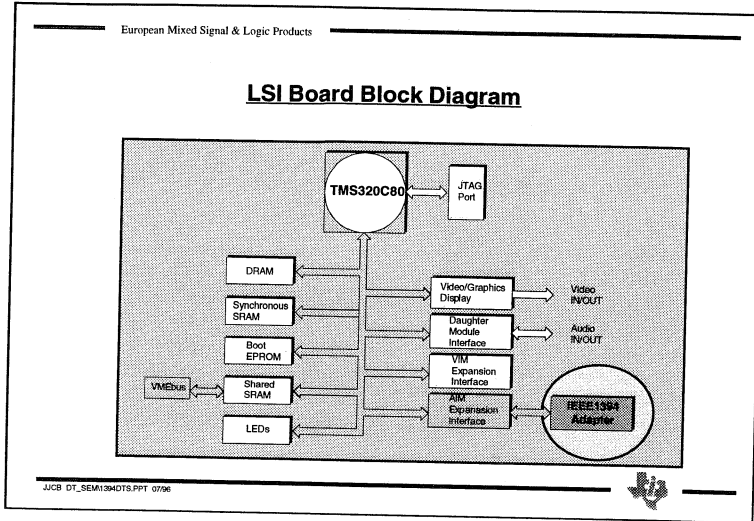 European Mixed Signal & Logic Products
LSI Board Block Diagram
TMS320C80
JTAG
Port
DRAM
Synchronous
SRAM
Boot
EPROM
VMEbus
Shared
SRAM
LEDs
Video/Graphics
Display
Video
IN/OUT
Daughter
Module
Interface
Audio
IN/OUT
VIM
Expansion
Interface
AIM
Expanasion
Interface
IEEE1394
Adapter
JJCB DT_SEM\1394DTS.PPT 07/96